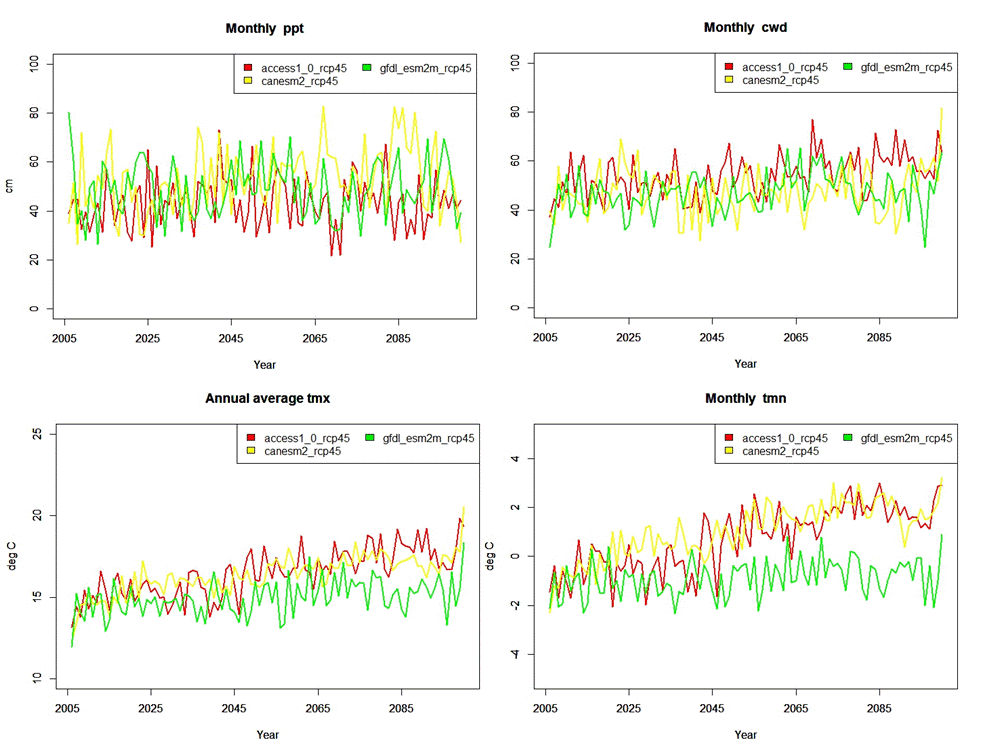 Monthly ppt
access1_0_rcp45 gfdl_esm2m_rcp45
canesm2_rcp45
100
80
60
40
20
0
cm
2005 2025 2045 2065 2085
Year
Monthly cwd
access1_0_rcp45 gfdl_esm2m_rcp45
canesm2_rcp45
100
80
60
40
20
0
2005 2025 2045 2065 2085
Year
Annual average tmx
access1_0_rcp45 gfdl_esm2m_rcp45
canesm2_rcp45
25
20
15
10
deg C
2005 2025 2045 2065 2085
Year
Monthly tmn
access1_0_rcp45 gfdl_esm2m_rcp45
canesm2_rcp45
4
2
0
-2
-4
deg C
2005 2025 2045 2065 2085
Year